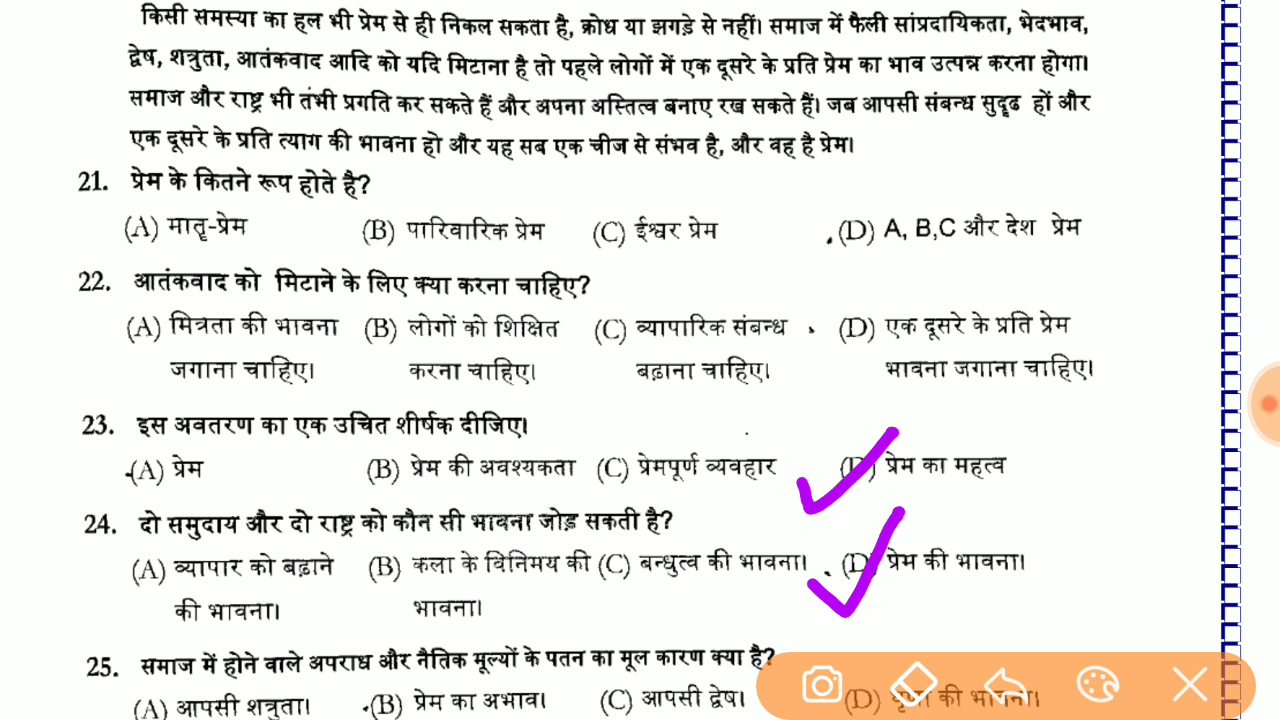 किसी समस्या का हल भी प्रेम से ही निकल सकता है, क्रोध या झगड़े से नहीं। समाज में फैली सांप्रदायिकता, भेदभाव,
द्वेष, शत्रुता, आतंकवाद आदि को यदि मिटाना है तो पहले लोगों में एक दूसरे के प्रति प्रेम का भाव उत्पन्न करना होगा।
समाज और राष्ट्र भी तभी प्रगति कर सकते हैं और अपना अस्तित्व बनाए रख सकते हैं। जब आपसी संबन्ध सुदृढ हों और
एक दूसरे के प्रति त्याग की भावना हो और यह सब एक चीज से संभव है, और वह है प्रेम।
21. प्रेम के कितने रूप होते है?
(A) मातृ-प्रेम (B) पारिवारिक प्रेम (C) ईश्वर प्रेम (D) A, B,C और देश प्रेम
22. आतंकवाद को मिटाने के लिए क्या करना चाहिए?
(A) मित्रता की भावना (B) लोगों को शिक्षित (C) व्यापारिक संबन्ध (D) एक दूसरे के प्रति प्रेम
जगाना चाहिए। करना चाहिए। बढ़ाना चाहिए। भावना जगाना चाहिए।
23. इस अवतरण का एक उचित शीर्षक दीजिए।
(A) प्रेम (B) प्रेम की अवश्यकता (C) प्रेमपूर्ण व्यवहार (D) प्रेम का महत्व
24. दो समुदाय और दो राष्ट्र को कौन सी भावना जोड़ सकती है?
(A) व्यापार को बढ़ाने (B) कला के विनिमय की (C) बन्धुत्व की भावना। (D) प्रेम की भावना।
की भावना। भावना।
25. समाज में होने वाले अपराध और नैतिक मूल्यों के पतन का मूल कारण क्या है?
(A) आपसी शत्रुता। (B) प्रेम का अभाव। (C) आपसी द्वेष। (D) की भावना।